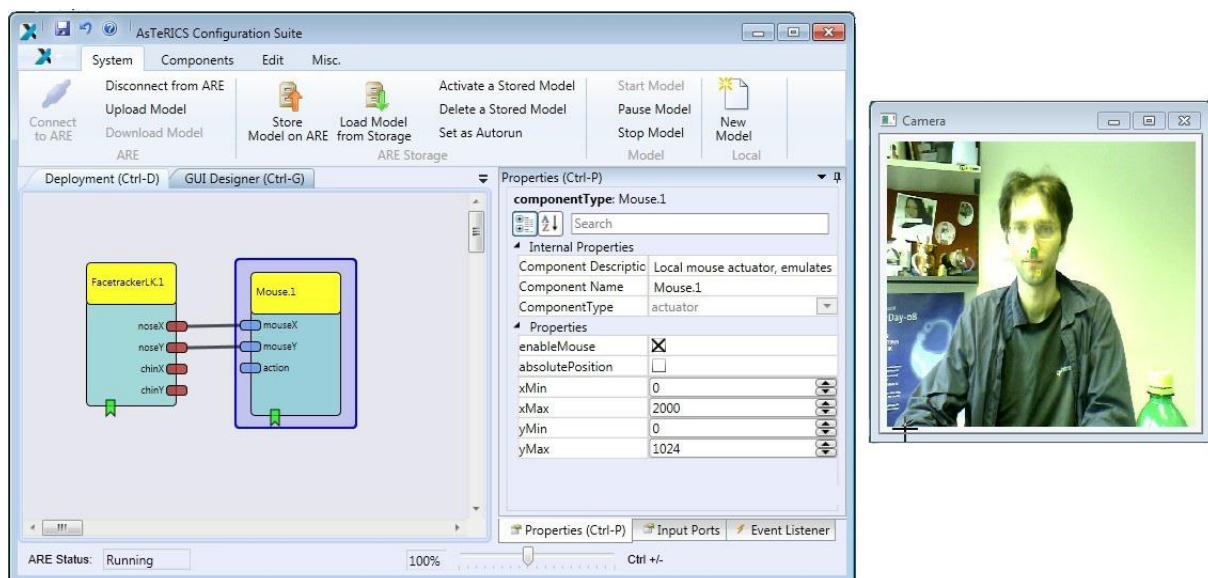 AsTeRICS Configuration Suite
System Components Edit Misc.
Connect to ARE
Disconnect from ARE
Upload Model
Download Model
ARE
Store Model on ARE
Load Model from Storage
Activate a Stored Model
Delete a Stored Model
Set as Autorun
ARE Storage
Start Model
Pause Model
Stop Model
Model
New Model
Local
Deployment (Ctrl-D) GUI Designer (Ctrl-G)
FacetrackerLK.1
noseX
noseY
chinX
chinY
Mouse.1
mouseX
mouseY
action
Properties (Ctrl-P)
componentType: Mouse.1
Search
Internal Properties
Component Descriptio Local mouse actuator, emulates
Component Name Mouse.1
ComponentType actuator
Properties
enableMouse
absolutePosition
xMin 0
xMax 2000
yMin 0
yMax 1024
Properties (Ctrl-P) Input Ports Event Listener
ARE Status: Running 100% Ctrl +/-
Camera
Day-08